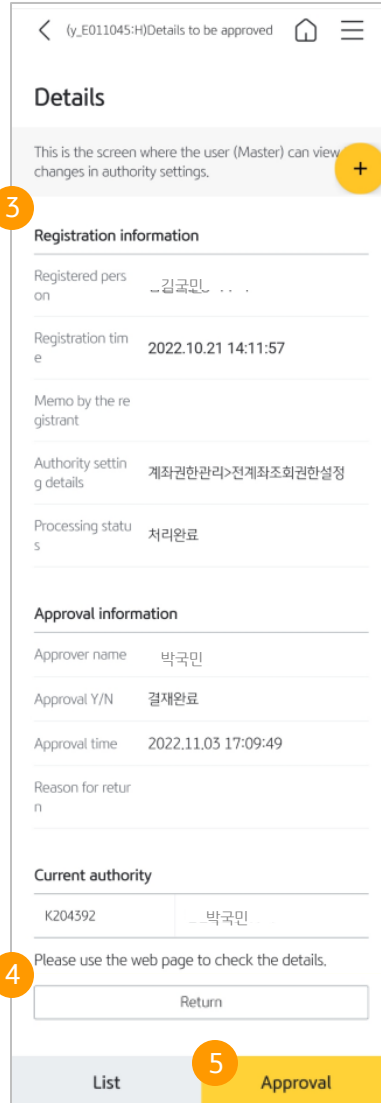 (y_E011045:H)Details to be approved
Details
This is the screen where the user (Master) can view
changes in authority settings.
+
3
Registration information
Registered pers
on
김국민
Registration tim
e
2022.10.21 14:11:57
Memo by the re
gistrant
Authority settin
g details
계좌권한관리>전계좌조회권한설정
Processing statu
s
처리완료
Approval information
Approver name
박국민
Approval Y/N
결재완료
Approval time
2022.11.03 17:09:49
Reason for retur
n
Current authority
K204392
박국민
4
Please use the web page to check the details.
Return
5
List
Approval